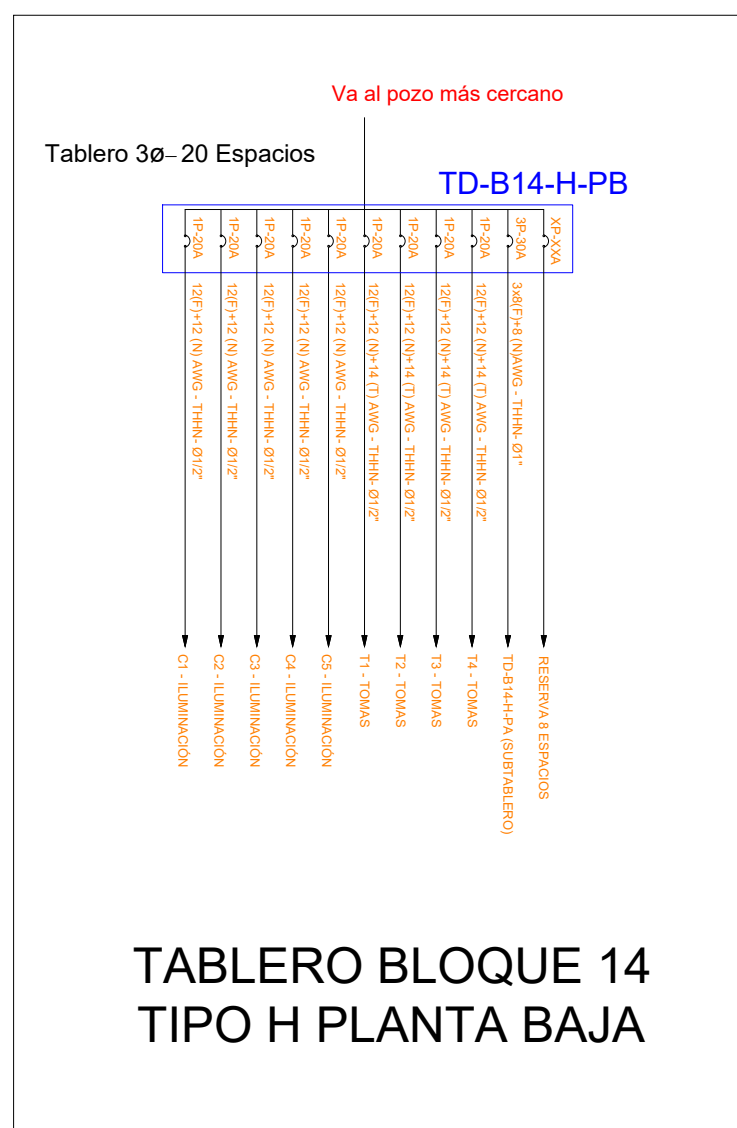 Va al pozo más cercano
Tablero 3ø–20 Espacios
TD-B14-H-PB
1P-20A
1P-20A
1P-20A
1P-20A
1P-20A
1P-20A
1P-20A
1P-20A
1P-20A
3P-30A
XP-XXA
12(F)+12 (N) AWG - THHN- Ø1/2"
12(F)+12 (N) AWG - THHN- Ø1/2"
12(F)+12 (N) AWG - THHN- Ø1/2"
12(F)+12 (N) AWG - THHN- Ø1/2"
12(F)+12 (N) AWG - THHN- Ø1/2"
12(F)+12 (N)+14 (T) AWG - THHN- Ø1/2"
12(F)+12 (N)+14 (T) AWG - THHN- Ø1/2"
12(F)+12 (N)+14 (T) AWG - THHN- Ø1/2"
12(F)+12 (N)+14 (T) AWG - THHN- Ø1/2"
3x8(F)+8 (N)AWG - THHN- Ø1"
C1 - ILUMINACIÓN
C2 - ILUMINACIÓN
C3 - ILUMINACIÓN
C4 - ILUMINACIÓN
C5 - ILUMINACIÓN
T1 - TOMAS
T2 - TOMAS
T3 - TOMAS
T4 - TOMAS
TD-B14-H-PA (SUBTABLERO)
RESERVA 8 ESPACIOS
TABLERO BLOQUE 14
TIPO H PLANTA BAJA